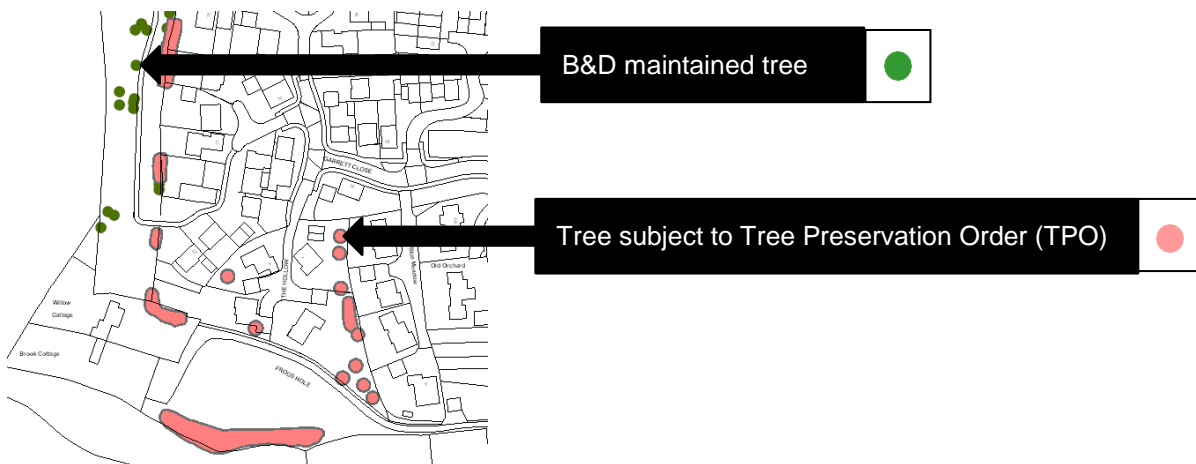 B&D maintained tree
GARRETT CLOSE
Tree subject to Tree Preservation Order (TPO)
Old Orchard
THE HOLLOW
Willow
Cottage
Brook Cottage
FROGS HOLE